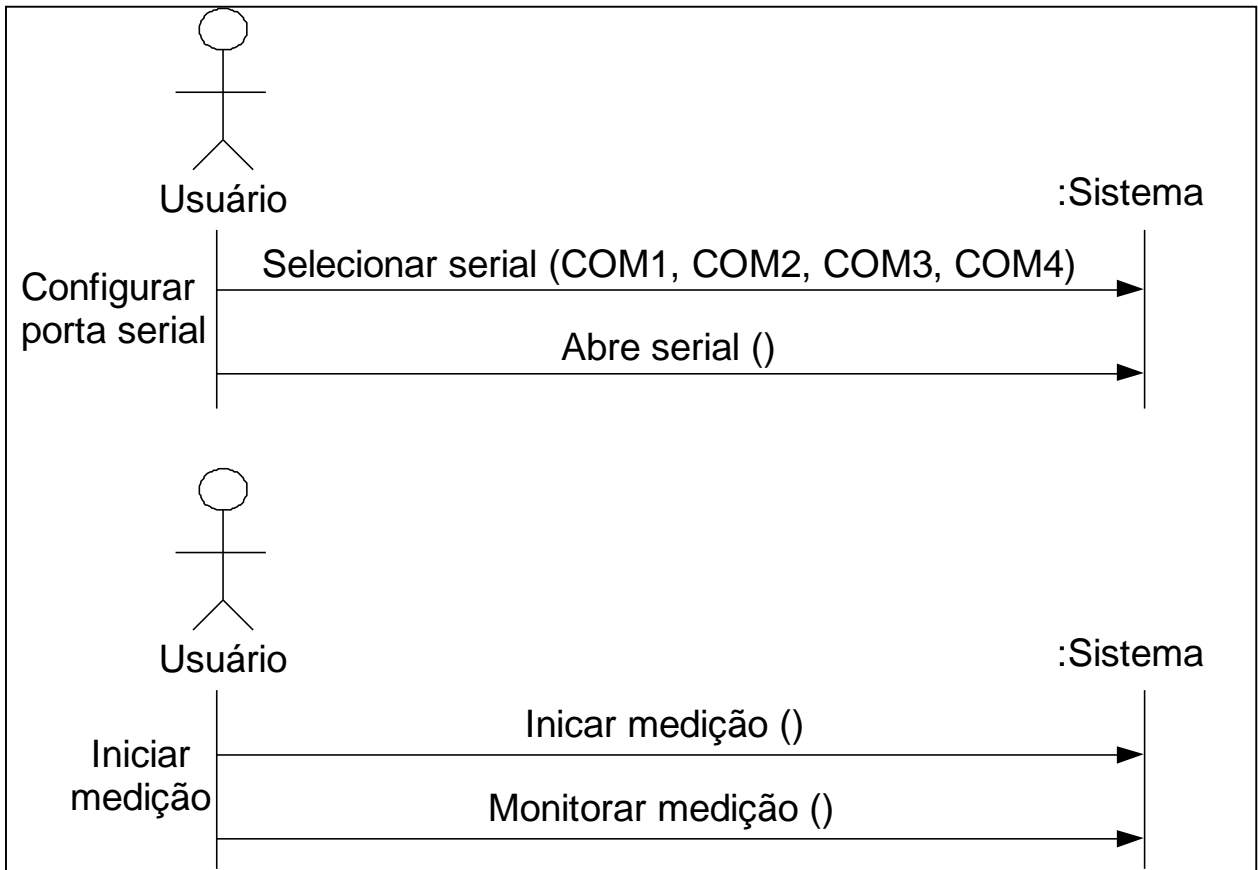 Usuário
:Sistema
Selecionar serial (COM1, COM2, COM3, COM4)
Configurar
porta serial
Abre serial ()
Usuário
:Sistema
Inicar medição ()
Iniciar
medição
Monitorar medição ()